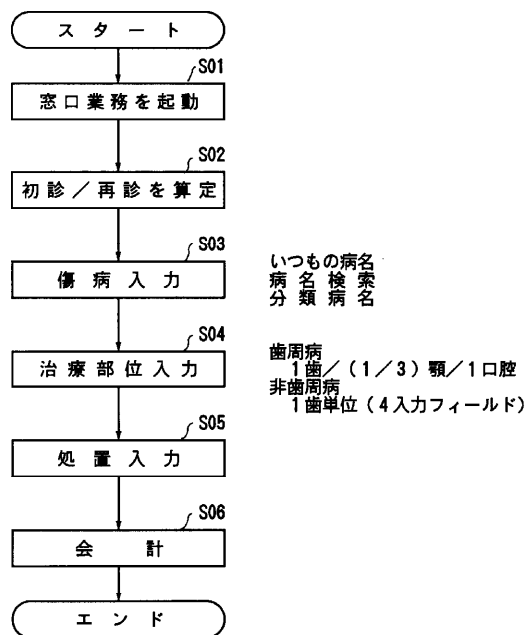 スタート
S01
窓口業務を起動
S02
初診／再診を算定
S03
傷病入力
いつもの病名
病名検索
分類病名
S04
治療部位入力
歯周病
1歯／（1／3）顎／1口腔
非歯周病
1歯単位（4入力フィールド）
S05
処置入力
S06
会計
エンド